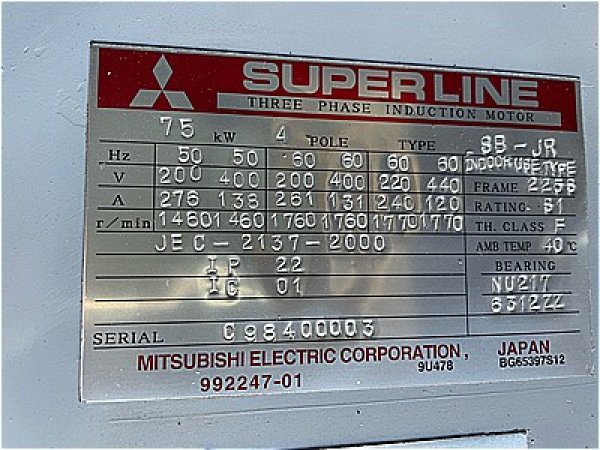 SUPER LINE
THREE PHASE INDUCTION MOTOR
75 kW 4 POLE TYPE SB-JR
Hz 50 50 60 60 60 60 INDOOR USE TYPE
V 200 400 200 400 220 440 FRAME
A 276 138 261 131 240 120 RATING S1
r/min 1460 1460 1760 1760 1770 1770 TH. CLASS F
JEC-2137-2000 AMB TEMP 40 °C
IP 22 BEARING
IC 01 NU217
6312ZZ
SERIAL C98400003
MITSUBISHI ELECTRIC CORPORATION, JAPAN
992247-01 9U478 BG65397S12